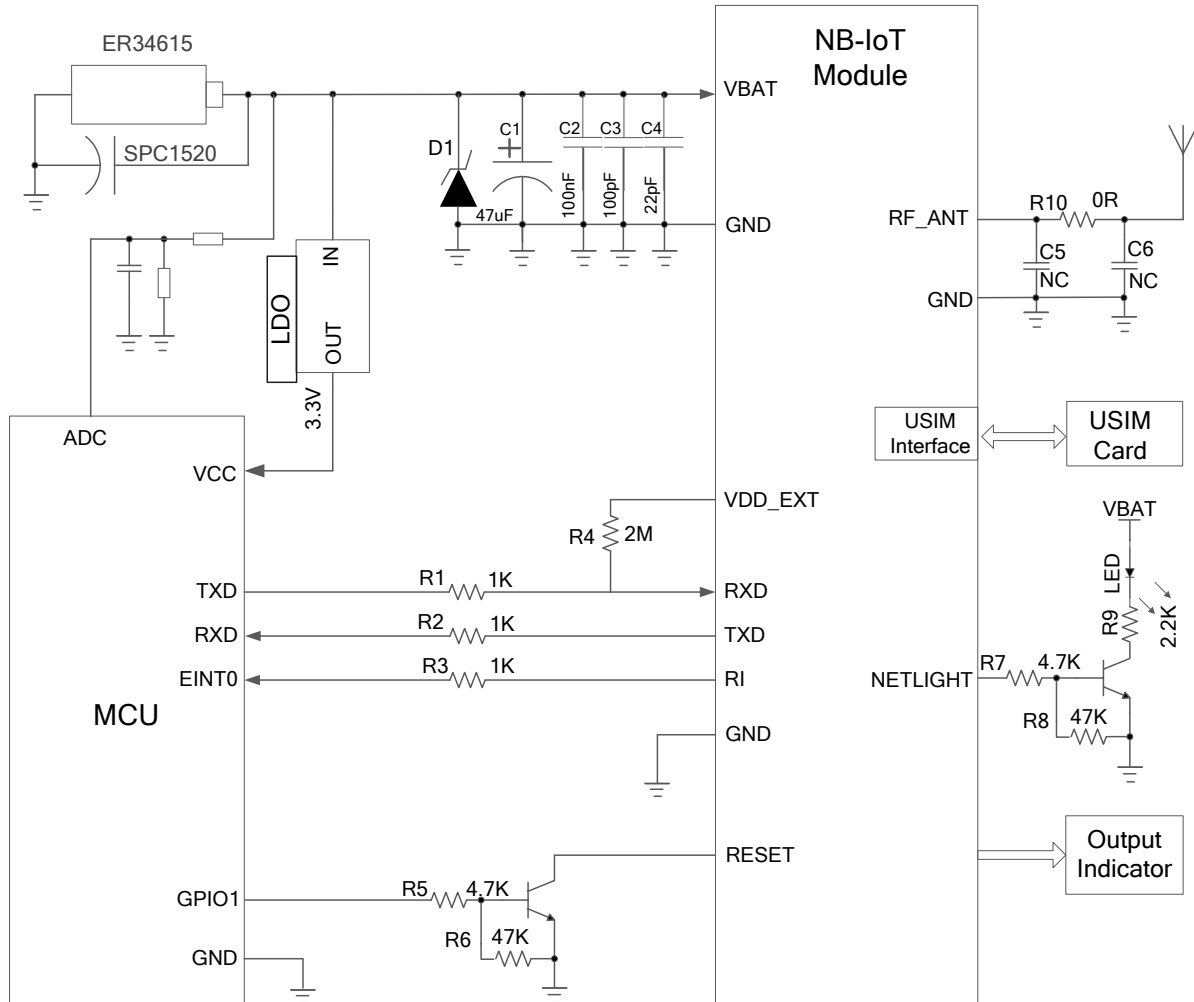 ER34615
SPC1520
NB-IoT
Module
VBAT
D1
C1
47uF
C2
100nF
C3
100pF
C4
22pF
GND
RF_ANT
R10
0R
C5
NC
C6
NC
GND
LDO
IN
OUT
3.3V
ADC
VCC
USIM
Interface
USIM
Card
VDD_EXT
R4
2M
VBAT
LED
R9
2.2K
TXD
R1
1K
RXD
RXD
R2
1K
TXD
EINT0
R3
1K
RI
NETLIGHT
R7
4.7K
R8
47K
MCU
GND
RESET
Output
Indicator
GPIO1
R5
4.7K
R6
47K
GND